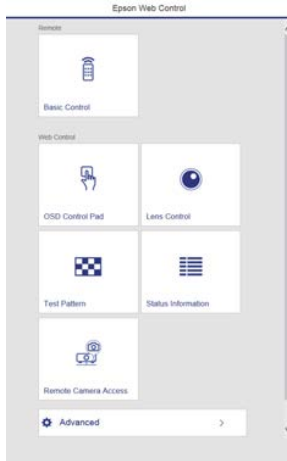 Epson Web Control
Remote
Basic Control
Web Control
OSD Control Pad
Lens Control
Test Pattern
Status Information
Remote Camera Access
Advanced